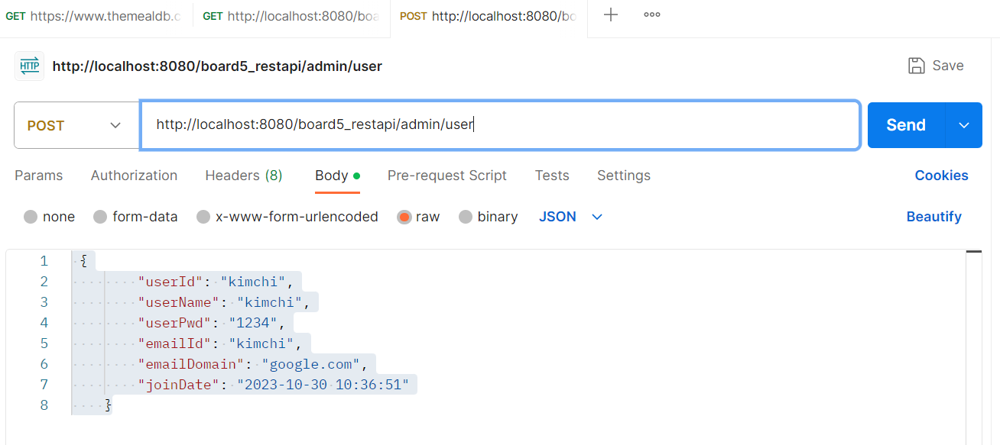 GET https://www.themealdb.c
GET http://localhost:8080/boa
POST http://localhost:8080/bo
HTTP http://localhost:8080/board5_restapi/admin/user
Save
POST
http://localhost:8080/board5_restapi/admin/user
Send
Params Authorization Headers (8) Body Pre-request Script Tests Settings Cookies
none form-data x-www-form-urlencoded raw binary JSON Beautify
1 {
2 "userId": "kimchi",
3 "userName": "kimchi",
4 "userPwd": "1234",
5 "emailId": "kimchi",
6 "emailDomain": "google.com",
7 "joinDate": "2023-10-30 10:36:51"
8 }